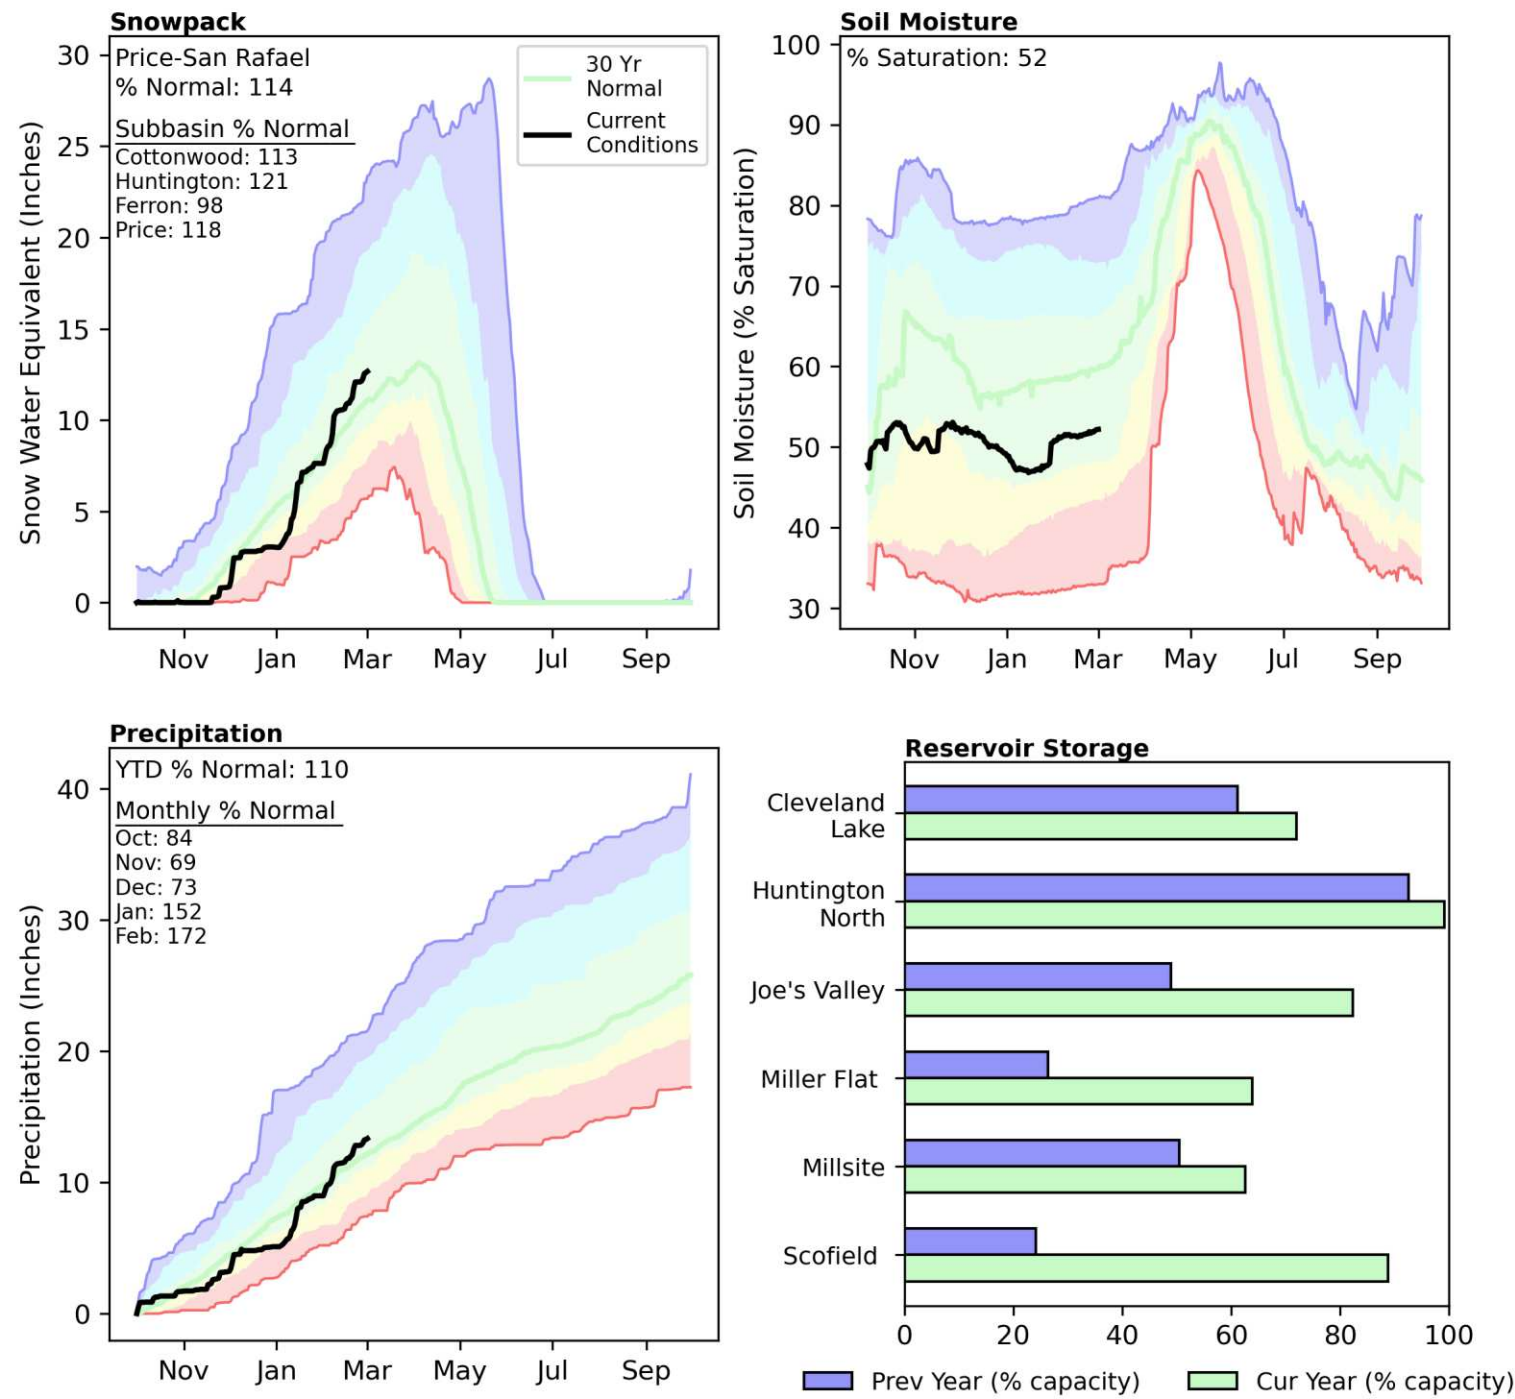 Snowpack
Price-San Rafael
% Normal: 114
Subbasin % Normal
Cottonwood: 113
Huntington: 121
Ferron: 98
Price: 118
30 Yr
Normal
Current
Conditions
Snow Water Equivalent (Inches)
30
25
20
15
10
5
0
Nov Jan Mar May Jul Sep
Soil Moisture
% Saturation: 52
Soil Moisture (% Saturation)
100
90
80
70
60
50
40
30
Nov Jan Mar May Jul Sep
Precipitation
YTD % Normal: 110
Monthly % Normal
Oct: 84
Nov: 69
Dec: 73
Jan: 152
Feb: 172
Precipitation (Inches)
40
30
20
10
0
Nov Jan Mar May Jul Sep
Reservoir Storage
Cleveland
Lake
Huntington
North
Joe's Valley
Miller Flat
Millsite
Scofield
0 20 40 60 80 100
Prev Year (% capacity) Cur Year (% capacity)